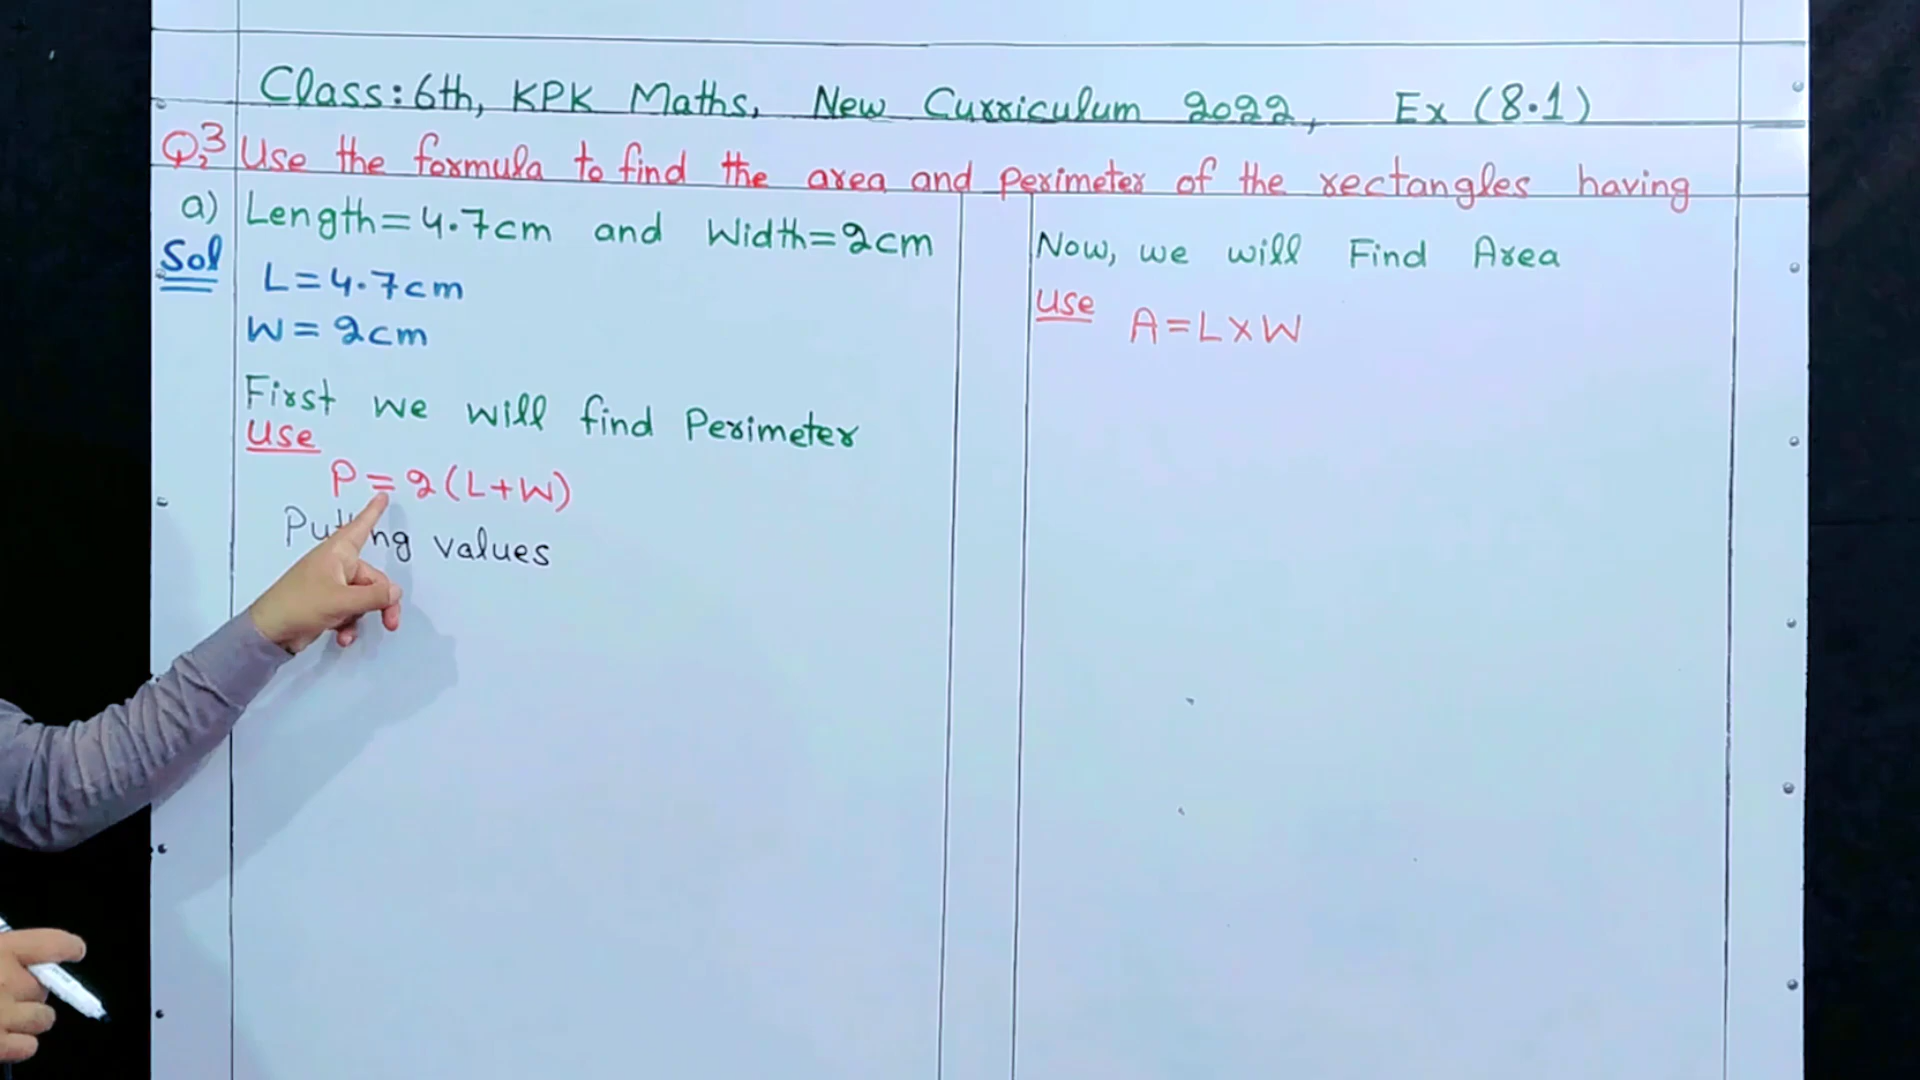 Class: 6th, KPK Maths, New Curriculum 2022, Ex (8.1)
Q3 Use the formula to find the area and perimeter of the rectangles having
a) Length=4.7cm and Width=2cm
Sol
L=4.7cm
W=2cm
First we will find Perimeter
Use
P=2(L+W)
values
Now, we will Find Area
Use
A=LxW